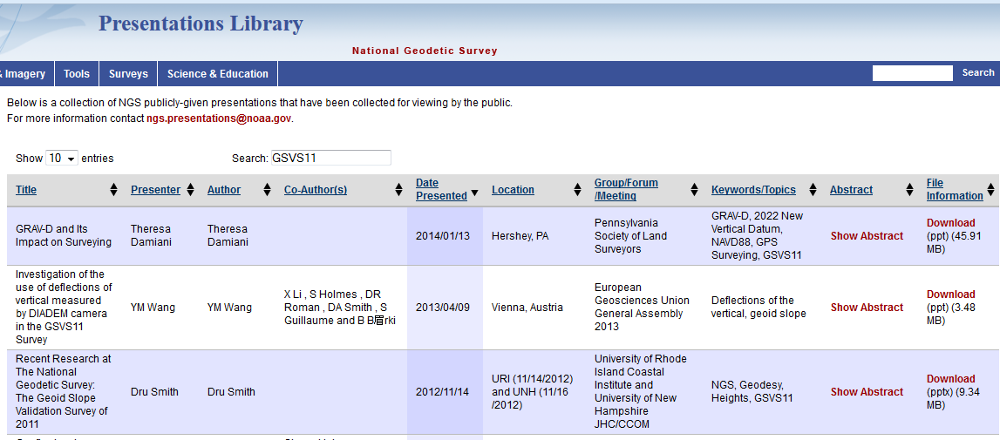 Presentations Library
National Geodetic Survey
& Imagery Tools Surveys Science & Education Search
Below is a collection of NGS publicly-given presentations that have been collected for viewing by the public.
For more information contact ngs.presentations@noaa.gov.
Show 10 entries Search: GSVS11
Title Presenter Author Co-Author(s) Date Presented Location Group/Forum /Meeting Keywords/Topics Abstract File Information
GRAV-D and Its
Impact on Surveying
Theresa
Damiani
Theresa
Damiani
2014/01/13
Hershey, PA
Pennsylvania
Society of Land
Surveyors
GRAV-D, 2022 New
Vertical Datum,
NAVD88, GPS
Surveying, GSVS11
Show Abstract
Download
(ppt) (45.91
MB)
Investigation of the
use of deflections of
vertical measured
by DIADEM camera
in the GSVS11
Survey
YM Wang
YM Wang
X Li , S Holmes , DR
Roman , DA Smith , S
Guillaume and B B眉rki
2013/04/09
Vienna, Austria
European
Geosciences Union
General Assembly
2013
Deflections of the
vertical, geoid slope
Show Abstract
Download
(ppt) (3.48
MB)
Recent Research at
The National
Geodetic Survey:
The Geoid Slope
Validation Survey of
2011
Dru Smith
Dru Smith
2012/11/14
URI (11/14/2012)
and UNH (11/16
/2012)
University of Rhode
Island Coastal
Institute and
University of New
Hampshire
JHC/CCOM
NGS, Geodesy,
Heights, GSVS11
Show Abstract
Download
(pptx) (9.34
MB)